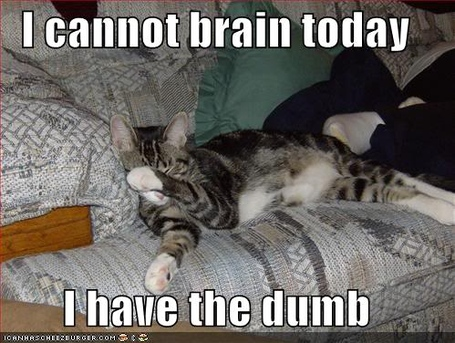 I cannot brain today
I have the dumb
ICANHASCHEEZBURGER.COM